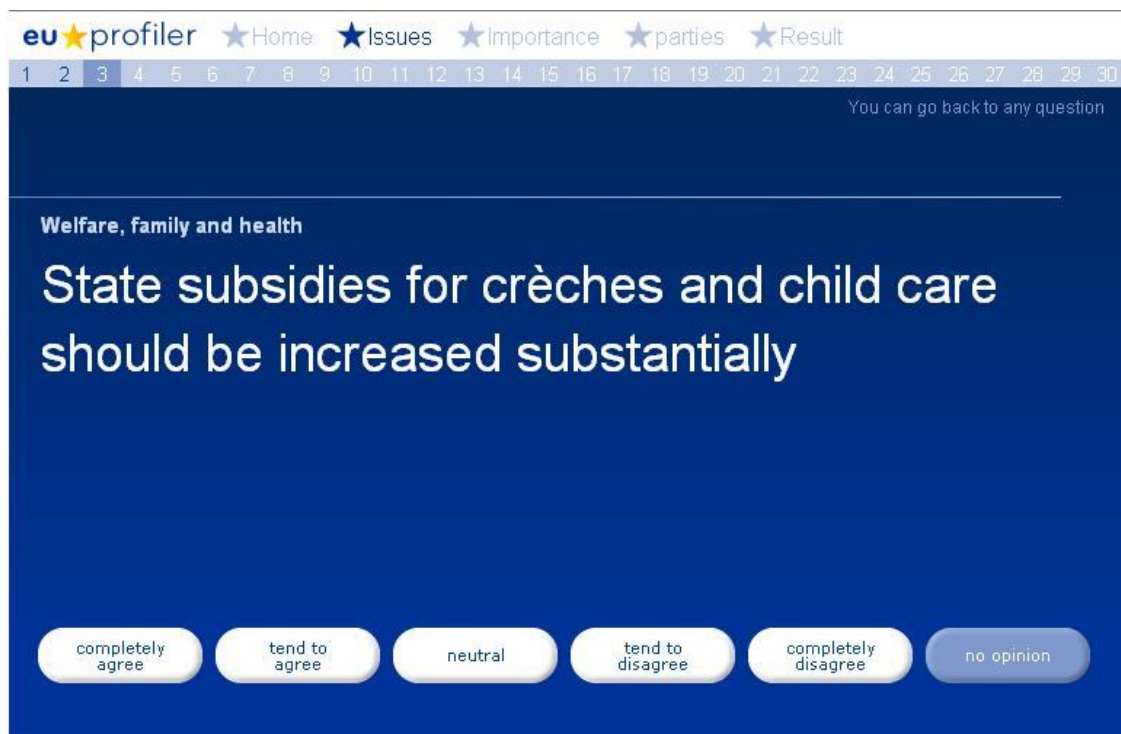 eu profiler Home Issues Importance parties Result
1 2 3 4 5 6 7 8 9 10 11 12 13 14 15 16 17 18 19 20 21 22 23 24 25 26 27 28 29 30
You can go back to any question
Welfare, family and health
State subsidies for crèches and child care
should be increased substantially
completely
agree
tend to
agree
neutral
tend to
disagree
completely
disagree
no opinion